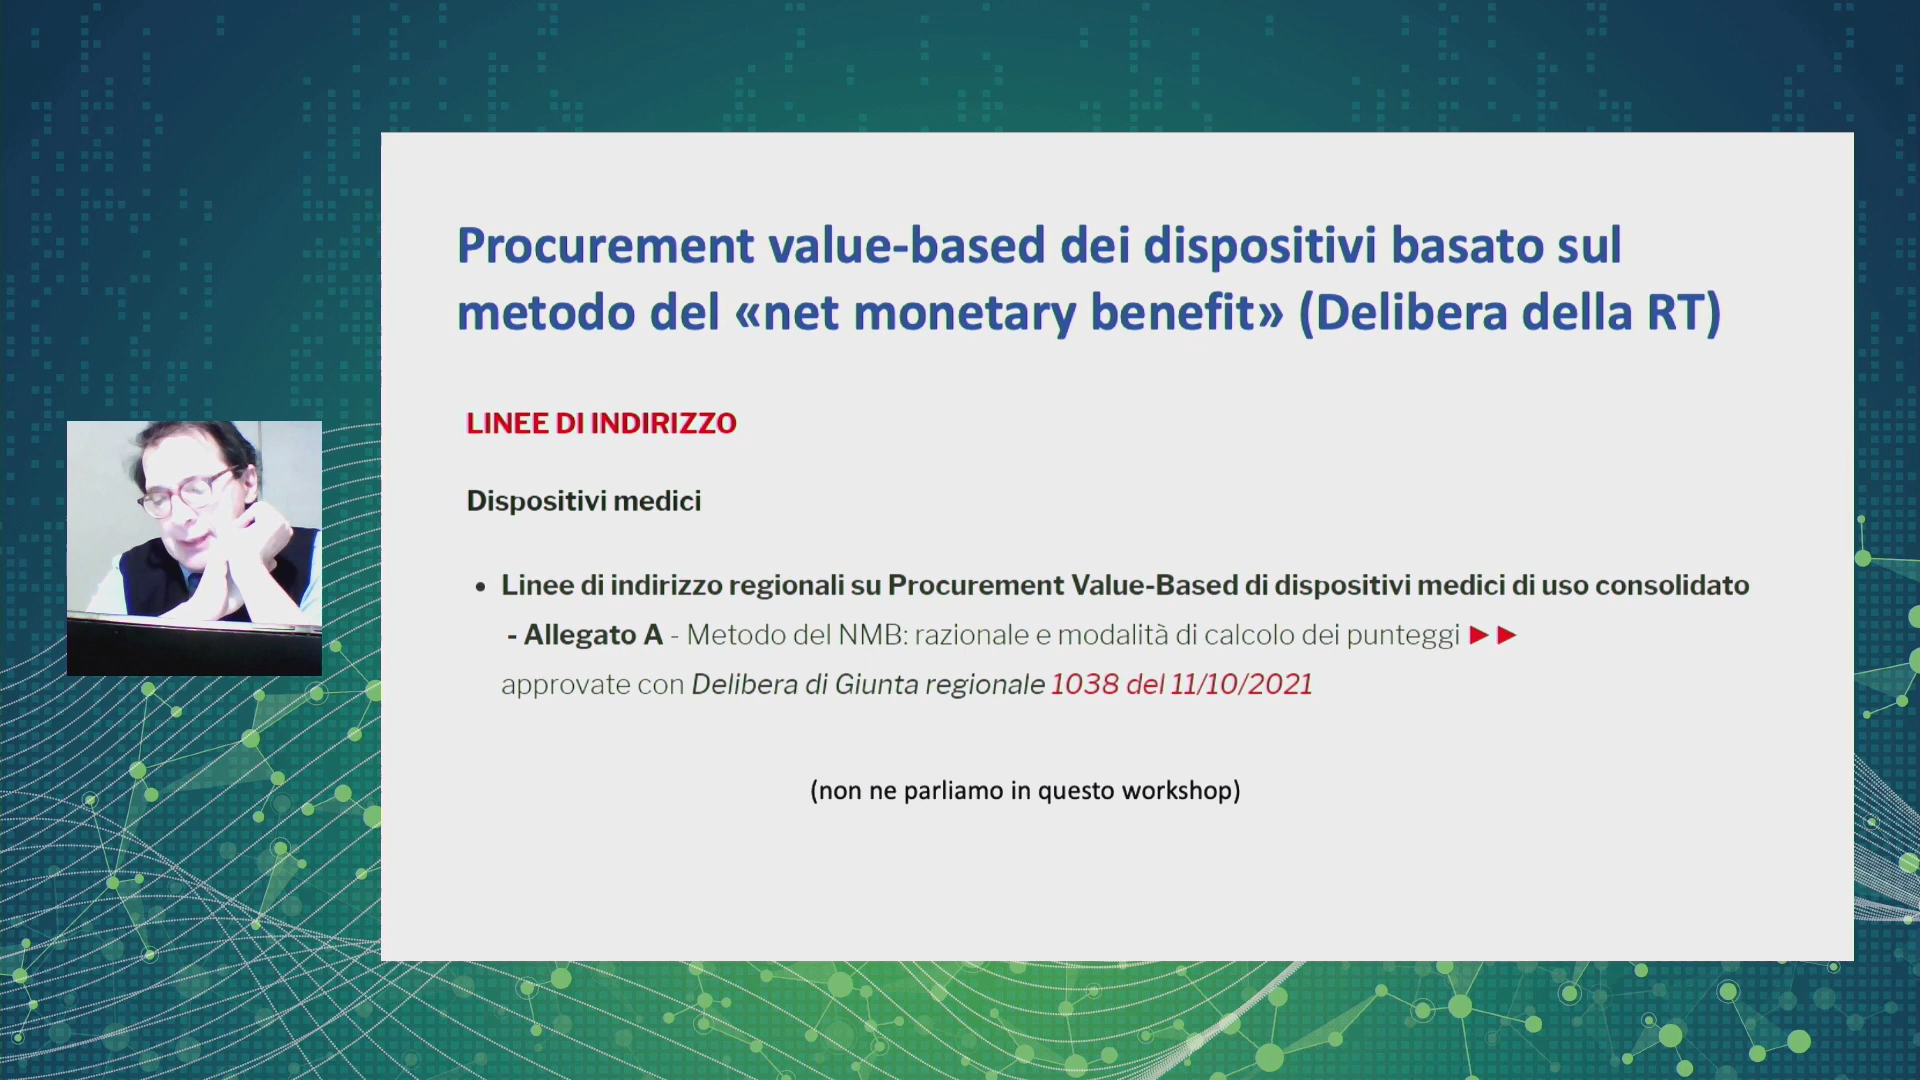 Procurement value-based dei dispositivi basato sul
metodo del «net monetary benefit» (Delibera della RT)
LINEE DI INDIRIZZO
Dispositivi medici
• Linee di indirizzo regionali su Procurement Value-Based di dispositivi medici di uso consolidato
- Allegato A - Metodo del NMB: razionale e modalità di calcolo dei punteggi ►►
approvate con Delibera di Giunta regionale 1038 del 11/10/2021
(non ne parliamo in questo workshop)